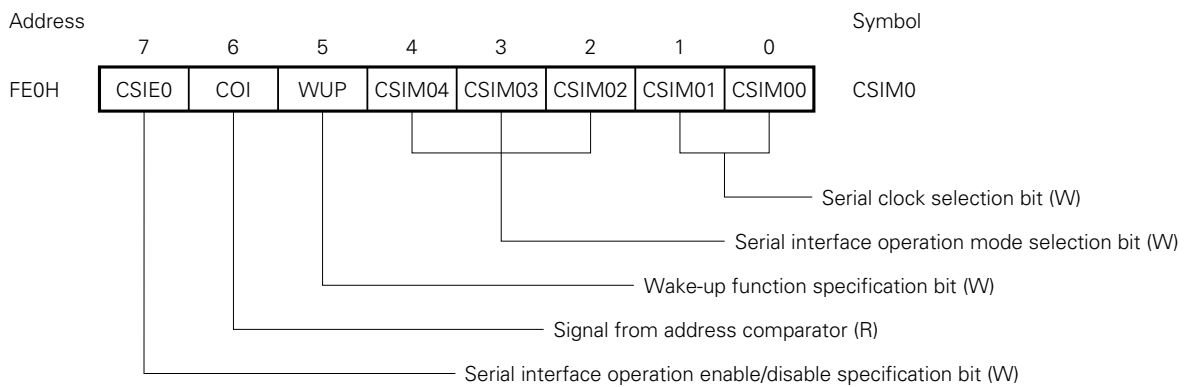 Address Symbol
7 6 5 4 3 2 1 0
FE0H CSIE0 COI WUP CSIM04 CSIM03 CSIM02 CSIM01 CSIM00 CSIM0
Serial clock selection bit (W)
Serial interface operation mode selection bit (W)
Wake-up function specification bit (W)
Signal from address comparator (R)
Serial interface operation enable/disable specification bit (W)